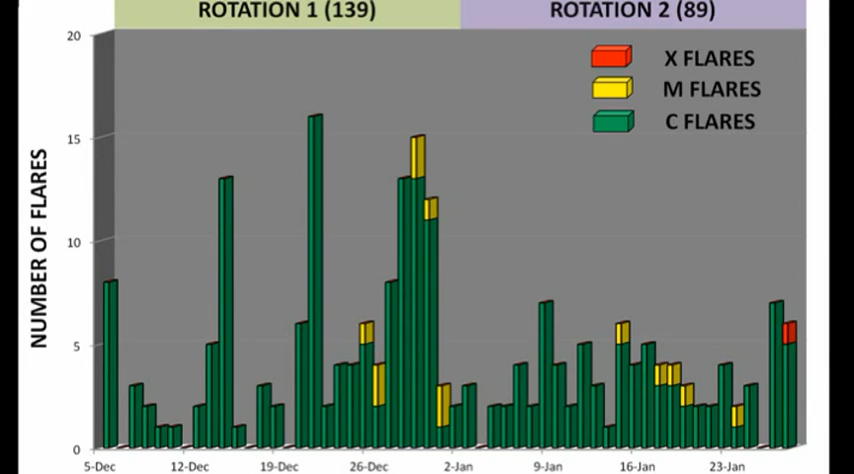 ROTATION 1 (139)
ROTATION 2 (89)
X FLARES
M FLARES
C FLARES
NUMBER OF FLARES
20
15
10
5
0
5-Dec
12-Dec
19-Dec
26-Dec
2-Jan
9-Jan
16-Jan
23-Jan